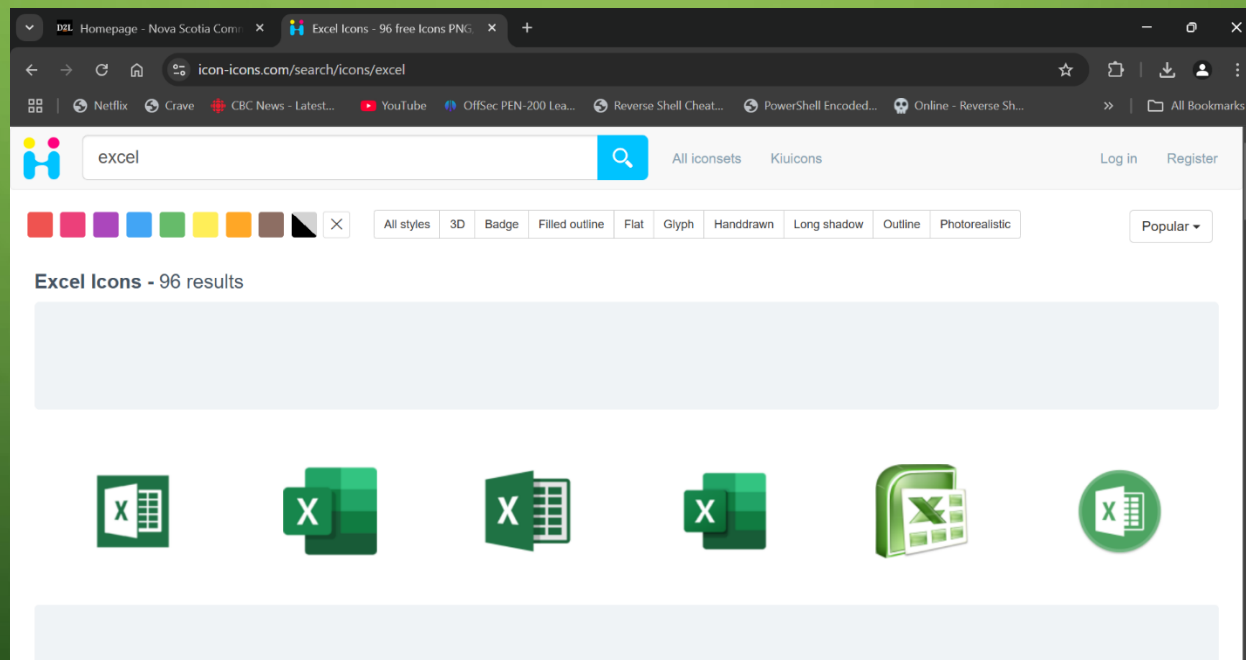 D2L Homepage - Nova Scotia Com
Excel Icons - 96 free Icons PNG,
icon-icons.com/search/icons/excel
Netflix Crave CBC News - Latest... YouTube OffSec PEN-200 Lea... Reverse Shell Cheat... PowerShell Encoded... Online - Reverse Sh... » All Bookmarks
excel All iconsets Kiuicons Log in Register
All styles 3D Badge Filled outline Flat Glyph Handdrawn Long shadow Outline Photorealistic Popular
Excel Icons - 96 results
X X X X X X